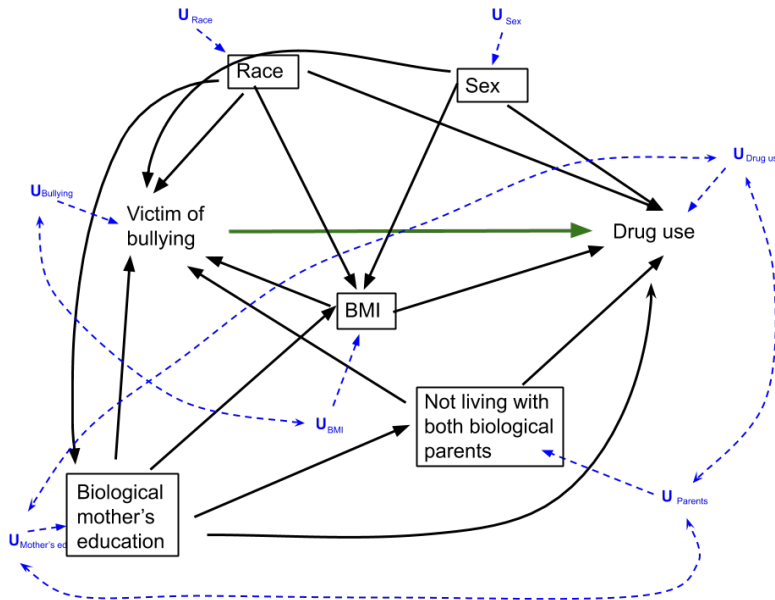 U Race
U Sex
Race
Sex
U Drug us
U Bullying
Victim of
bullying
Drug use
BMI
U BMI
Not living with
both biological
parents
Biological
mother's
education
U Parents
U Mother's ed